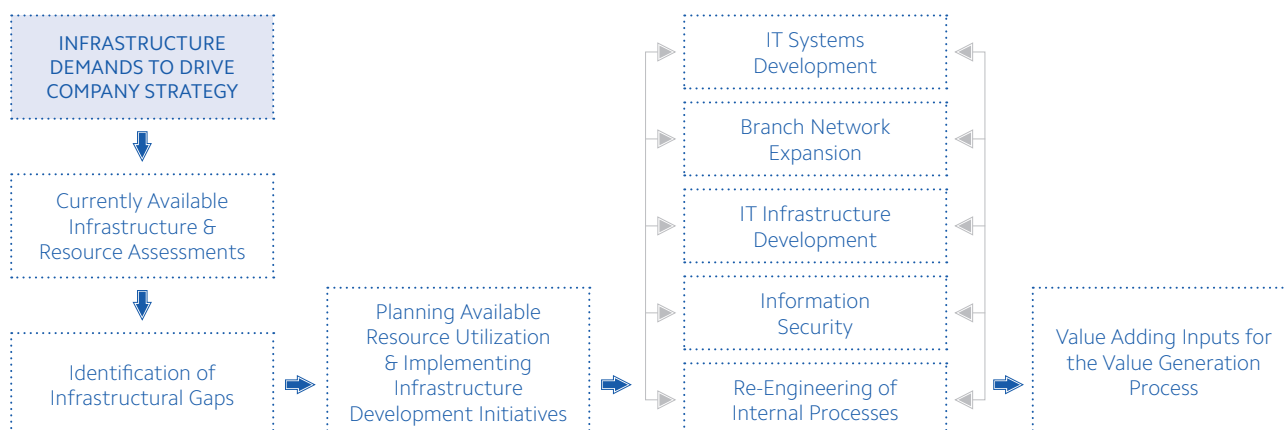 INFRASTRUCTURE
DEMANDS TO DRIVE
COMPANY STRATEGY
Currently Available
Infrastructure &
Resource Assessments
Identification of
Infrastructural Gaps
Planning Available
Resource Utilization
& Implementing
Infrastructure
Development Initiatives
IT Systems
Development
Branch Network
Expansion
IT Infrastructure
Development
Information
Security
Re-Engineering of
Internal Processes
Value Adding Inputs for
the Value Generation
Process